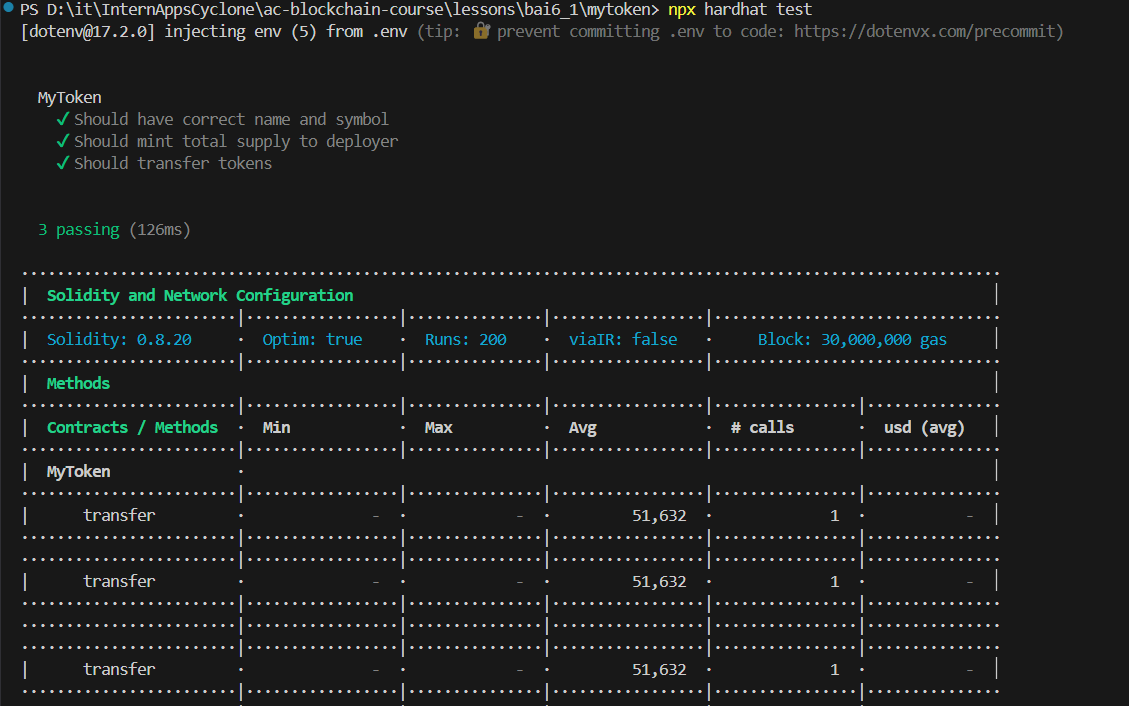 PS D:\it\InternAppsCyclone\ac-blockchain-course\lessons\bai6_1\mytoken> npx hardhat test
[dotenv@17.2.0] injecting env (5) from .env (tip: 🔐 prevent committing .env to code: https://dotenvx.com/precommit)
MyToken
✓ Should have correct name and symbol
✓ Should mint total supply to deployer
✓ Should transfer tokens
3 passing (126ms)
| Solidity and Network Configuration |
| Solidity: 0.8.20 · Optim: true · Runs: 200 · viaIR: false · Block: 30,000,000 gas |
| Methods |
| Contracts / Methods · Min · Max · Avg · # calls · usd (avg) |
| MyToken · |
| transfer · - · - · 51,632 · 1 · - |
| transfer · - · - · 51,632 · 1 · - |
| transfer · - · - · 51,632 · 1 · - |